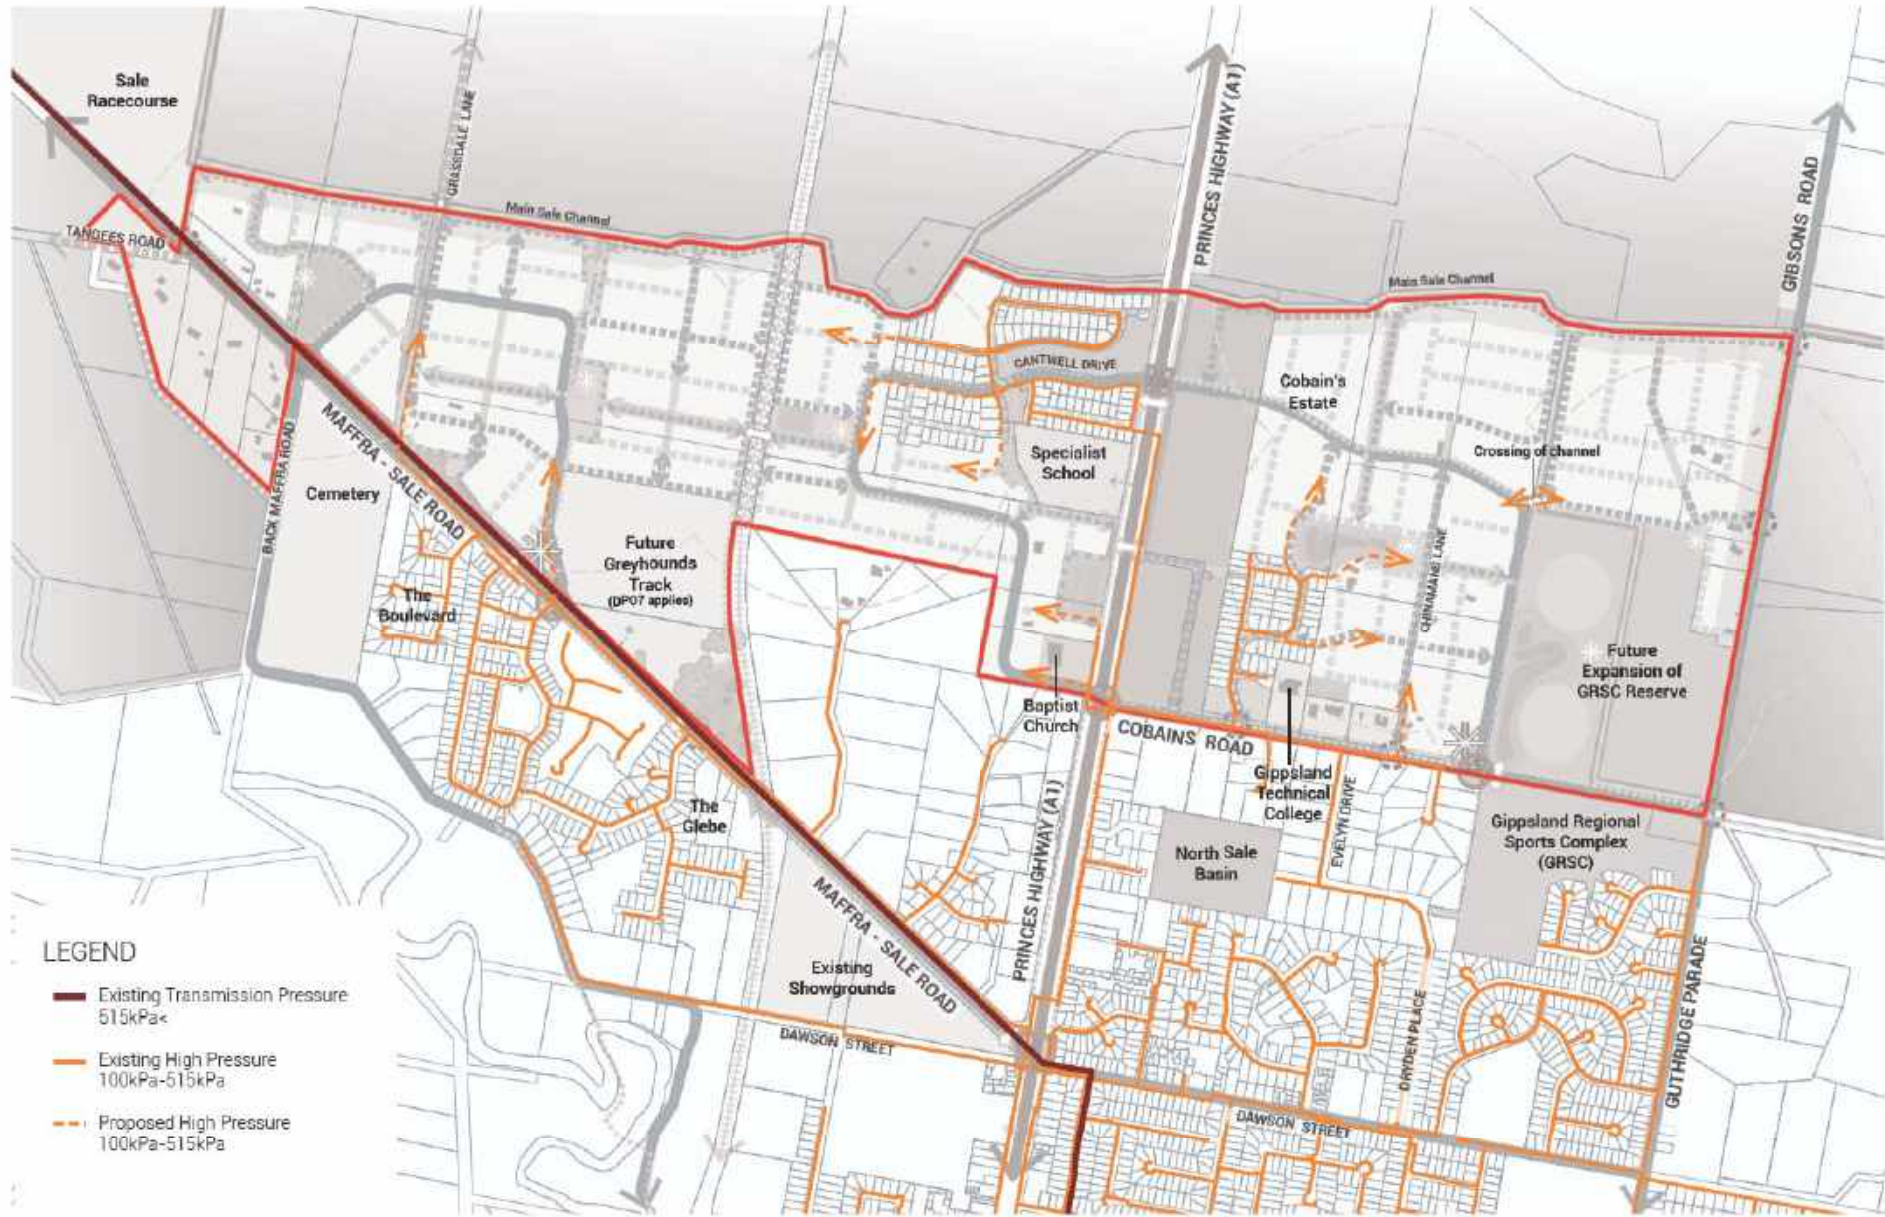 Sale
Racecourse
GRASSDALE LANE
PRINCES HIGHWAY (A1)
GIBSONS ROAD
TANGEES ROAD
Main Sale Channel
Main Sale Channel
CANTWELL DRIVE
Cobain's
Estate
MAFFRA - SALE ROAD
BACK MAFFRA ROAD
Cemetery
Specialist
School
Crossing of channel
Future
Greyhounds
Track
(DP07 applies)
The
Boulevard
CHINAMANS LANE
Future
Expansion of
GRSC Reserve
Baptist
Church
COBAINS ROAD
Gippsland
Technical
College
EVELYN DRIVE
The
Glebe
PRINCES HIGHWAY (A1)
North Sale
Basin
Gippsland Regional
Sports Complex
(GRSC)
MAFFRA - SALE ROAD
Existing
Showgrounds
DAWSON STREET
DRYDEN PLACE
GUTHRIDGE PARADE
DAWSON STREET
LEGEND
Existing Transmission Pressure
515kPa<
Existing High Pressure
100kPa-515kPa
Proposed High Pressure
100kPa-515kPa